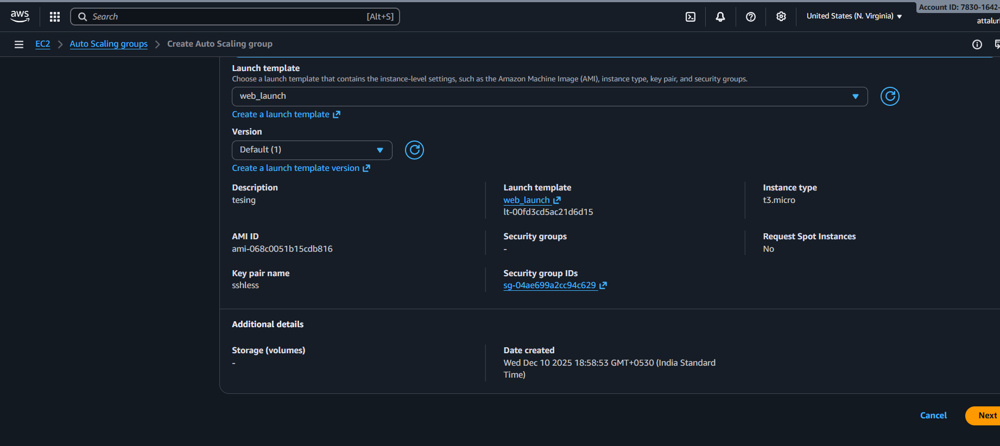 aws
Search
[Alt+S]
United States (N. Virginia)
Account ID: 7830-1642-
attaluri
EC2
Auto Scaling groups
Create Auto Scaling group
Launch template
Choose a launch template that contains the instance-level settings, such as the Amazon Machine Image (AMI), instance type, key pair, and security groups.
web_launch
Create a launch template
Version
Default (1)
Create a launch template version
Description
tesing
Launch template
web_launch
lt-00fd3cd5ac21d6d15
Instance type
t3.micro
AMI ID
ami-068c0051b15cdb816
Security groups
-
Request Spot Instances
No
Key pair name
sshless
Security group IDs
sg-04ae699a2cc94c629
Additional details
Storage (volumes)
-
Date created
Wed Dec 10 2025 18:58:53 GMT+0530 (India Standard
Time)
Cancel
Next